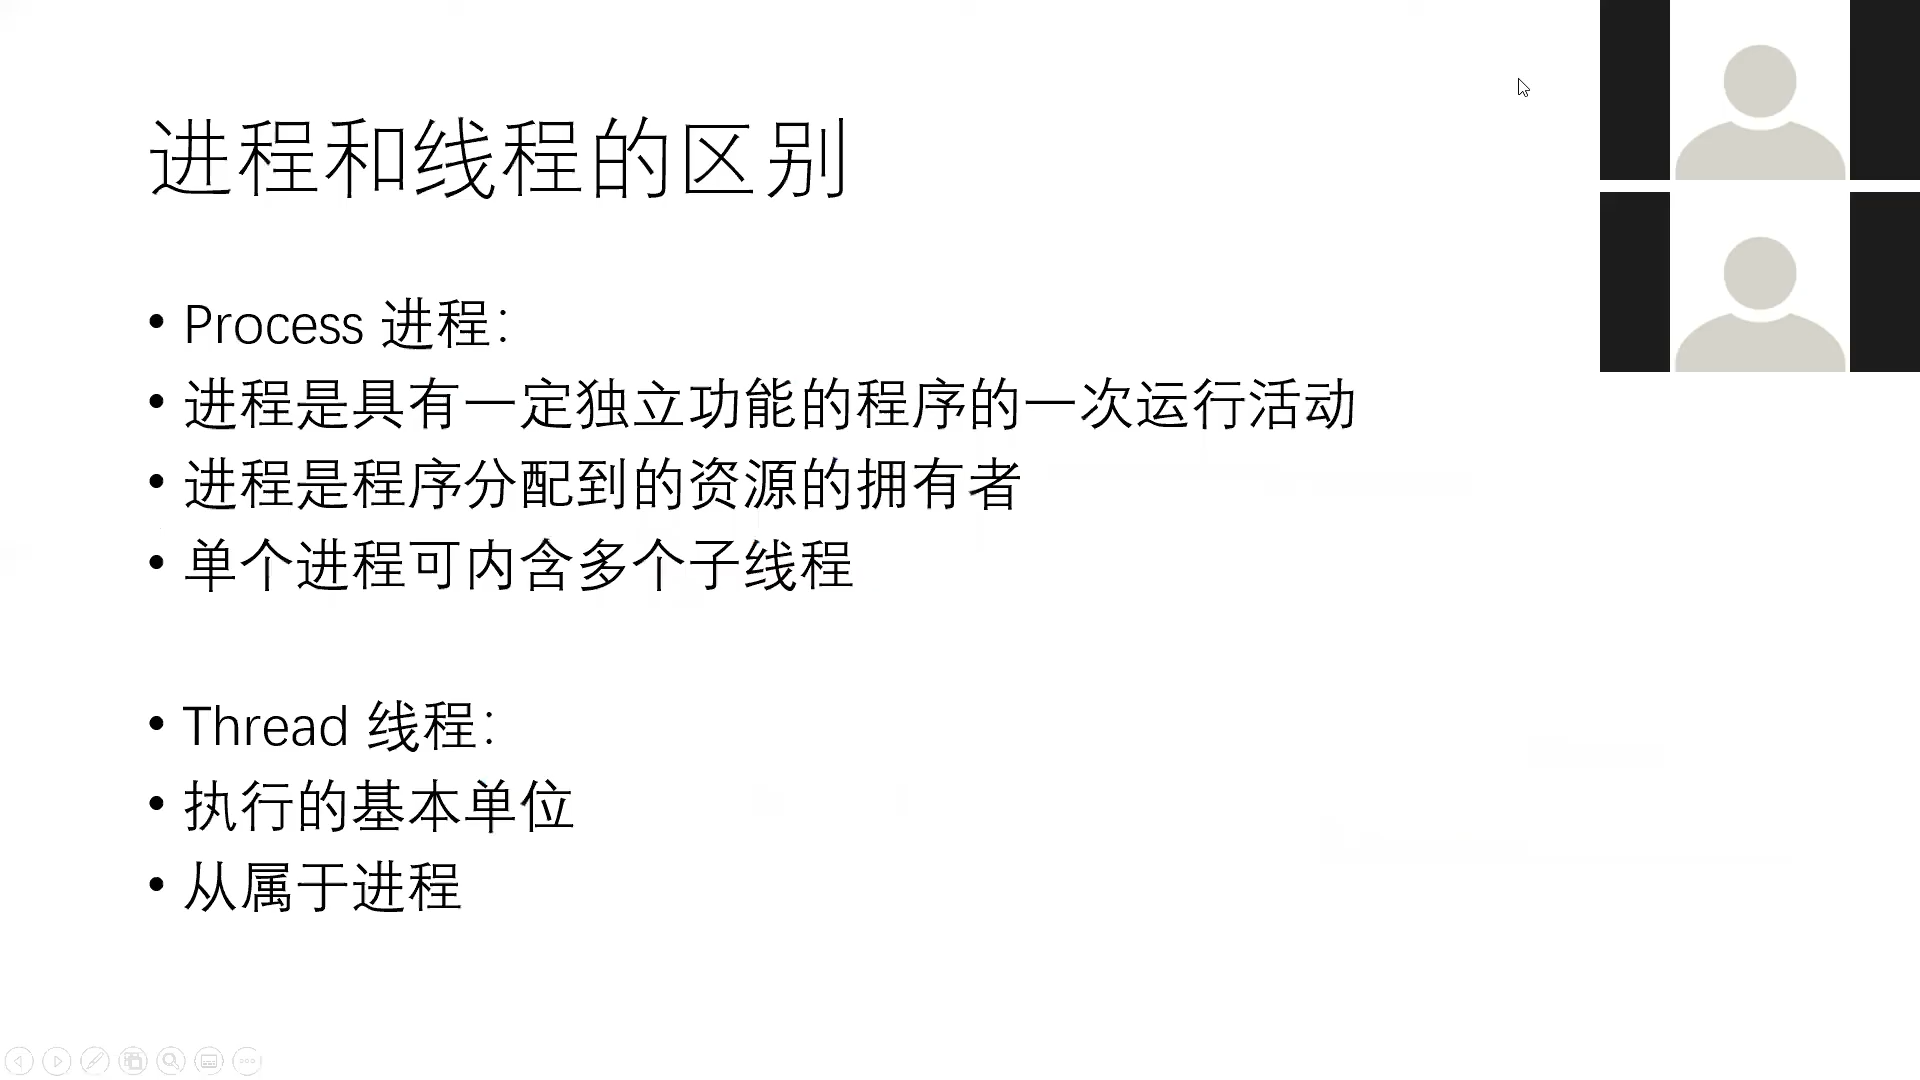 进程和线程的区别
• Process 进程：
• 进程是具有一定独立功能的程序的一次运行活动
• 进程是程序分配到的资源的拥有者
• 单个进程可内含多个子线程
• Thread 线程：
• 执行的基本单位
• 从属于进程